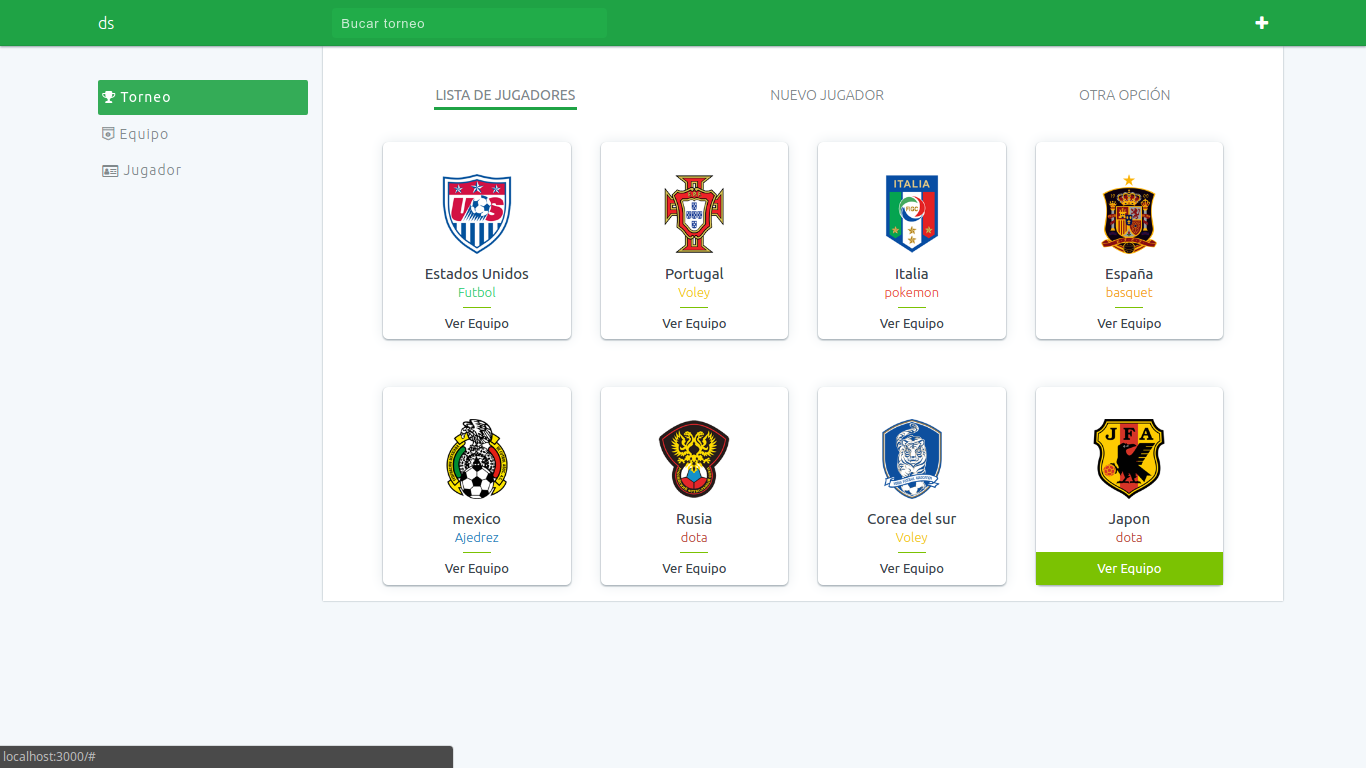 ds
Bucar torneo
Torneo
Equipo
Jugador
LISTA DE JUGADORES
NUEVO JUGADOR
OTRA OPCIÓN
US
FPF
ITALIA
FIGC
Estados Unidos
Futbol
Ver Equipo
Portugal
Voley
Ver Equipo
Italia
pokemon
Ver Equipo
España
basquet
Ver Equipo
JFA
mexico
Ajedrez
Ver Equipo
Rusia
dota
Ver Equipo
Corea del sur
Voley
Ver Equipo
Japon
dota
Ver Equipo
localhost:3000/#